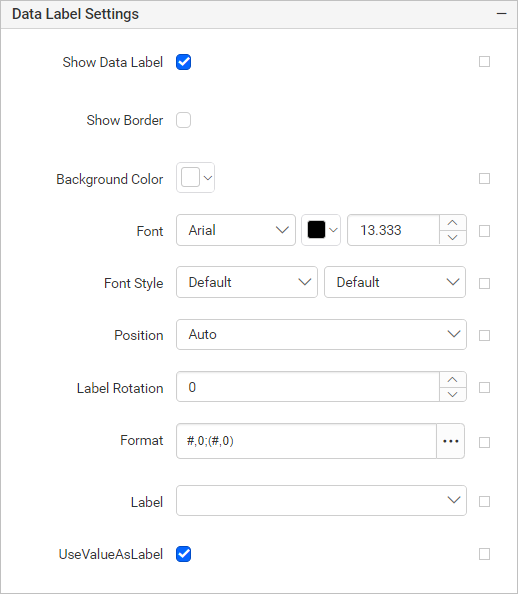 Data Label Settings
Show Data Label
Show Border
Background Color
Font Arial 13.333
Font Style Default Default
Position Auto
Label Rotation 0
Format #,0;(#,0) ...
Label
UseValueAsLabel